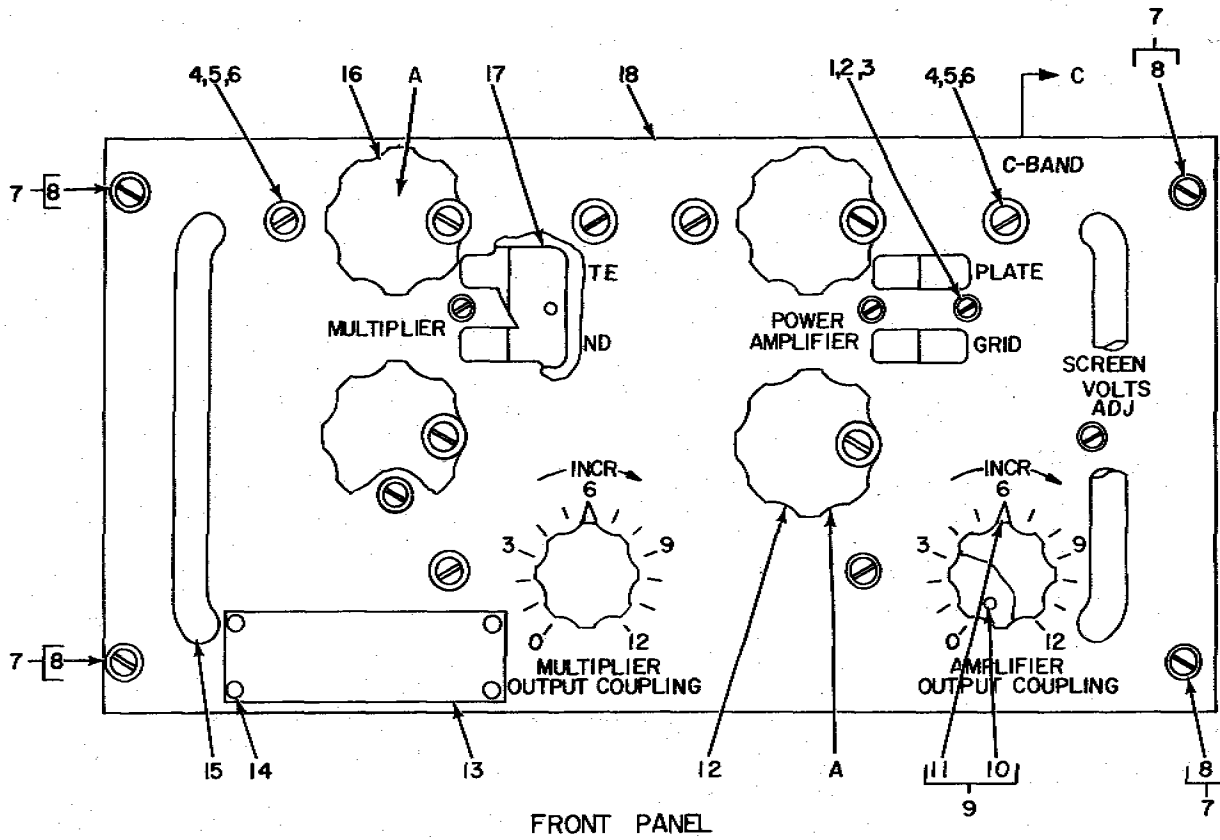 7
8
4,5,6 16 A 17 18 1,2,3 4,5,6 C
C-BAND
7 8
TE PLATE
MULTIPLIER POWER
AMPLIFIER
ND GRID
SCREEN
VOLTS
ADJ
INCR INCR
6 6
3 9 3 9
0 12 0 12
7 8
MULTIPLIER
OUTPUT COUPLING
AMPLIFIER
OUTPUT COUPLING
15 14 13 12 A 11 10 8
9 7
FRONT PANEL